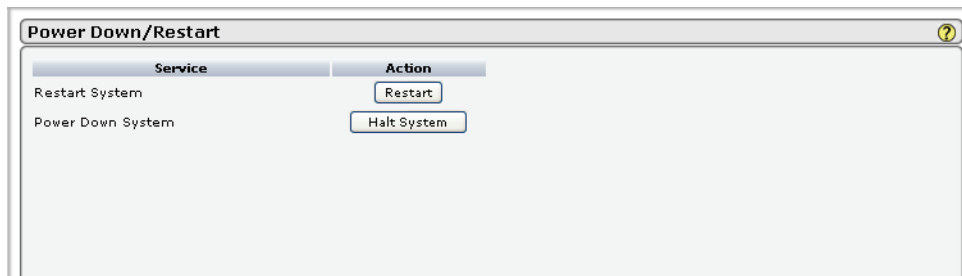 Power Down/Restart ?
Service Action
Restart System Restart
Power Down System Halt System